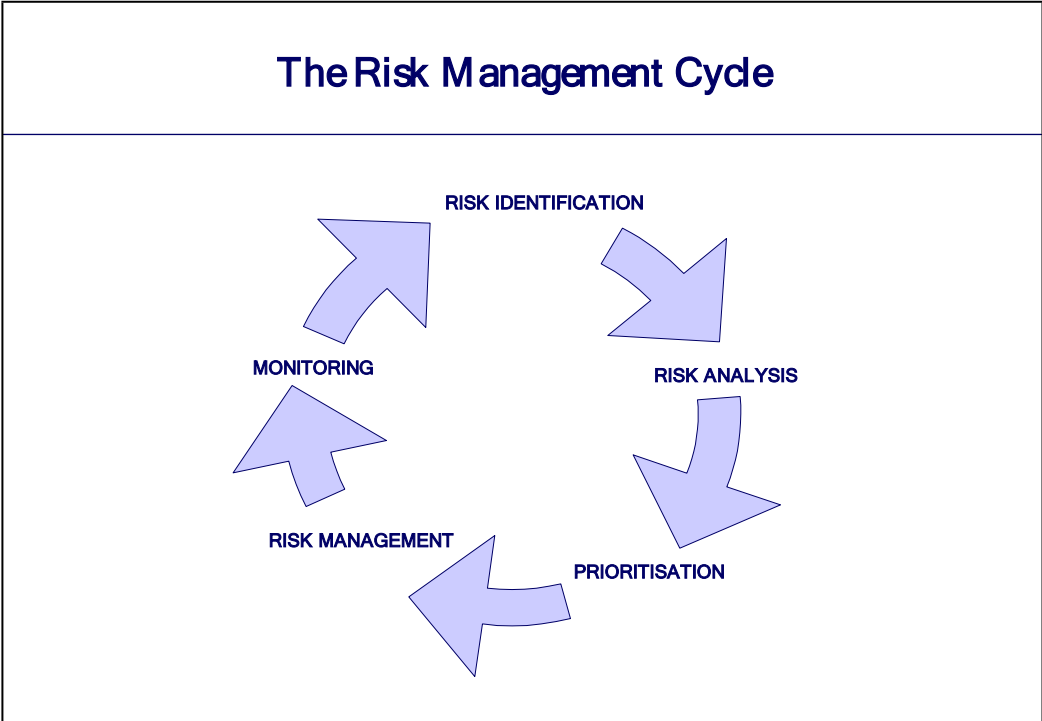 The Risk Management Cycle
RISK IDENTIFICATION
RISK ANALYSIS
PRIORITISATION
RISK MANAGEMENT
MONITORING